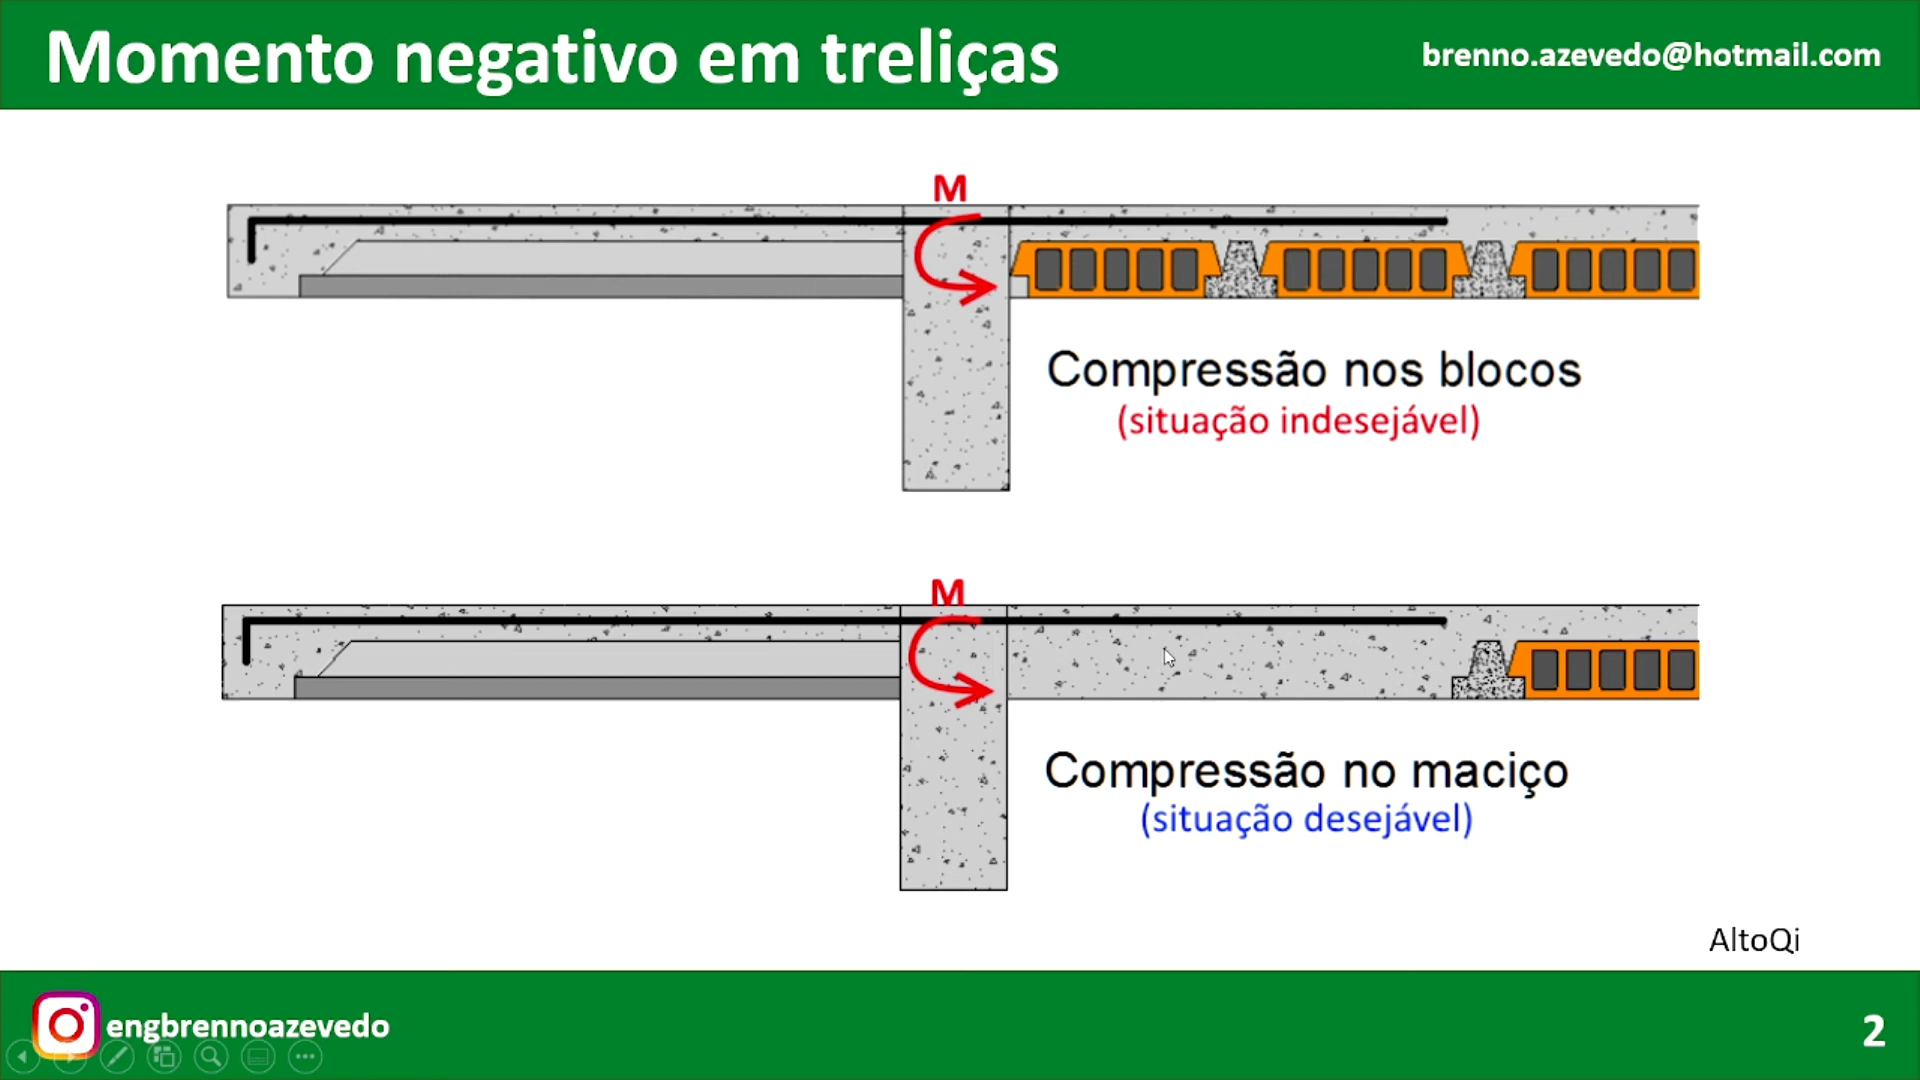 Momento negativo em treliças
brenno.azevedo@hotmail.com
M
Compressão nos blocos
(situação indesejável)
M
Compressão no maciço
(situação desejável)
AltoQi
engbrennoazevedo
2